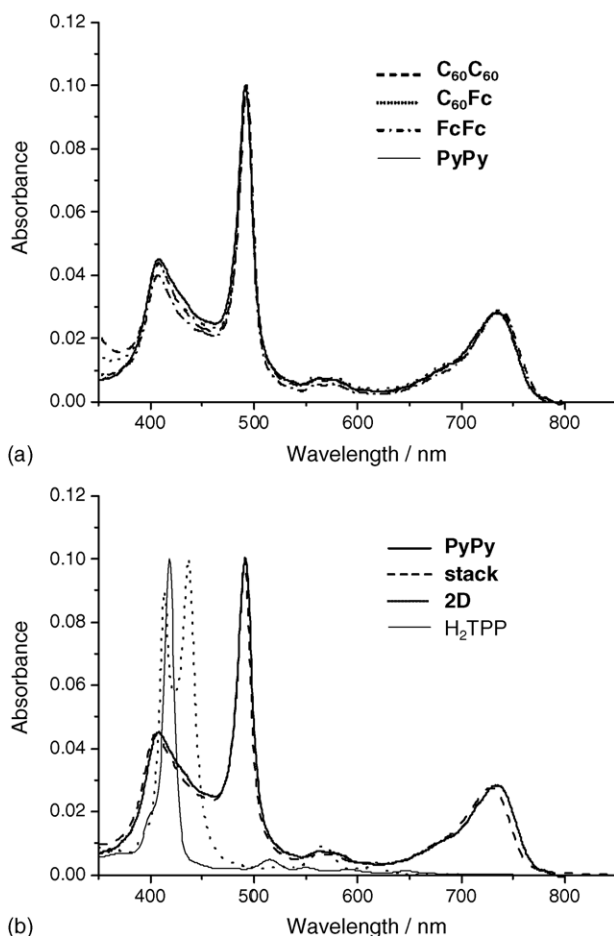 0.12
0.10
0.08
0.06
0.04
0.02
0.00
Absorbance
C₆₀C₆₀
C₆₀Fc
FcFc
PyPy
400 500 600 700 800
Wavelength / nm
(a)
0.12
0.10
0.08
0.06
0.04
0.02
0.00
Absorbance
PyPy
stack
2D
H₂TPP
400 500 600 700 800
Wavelength / nm
(b)